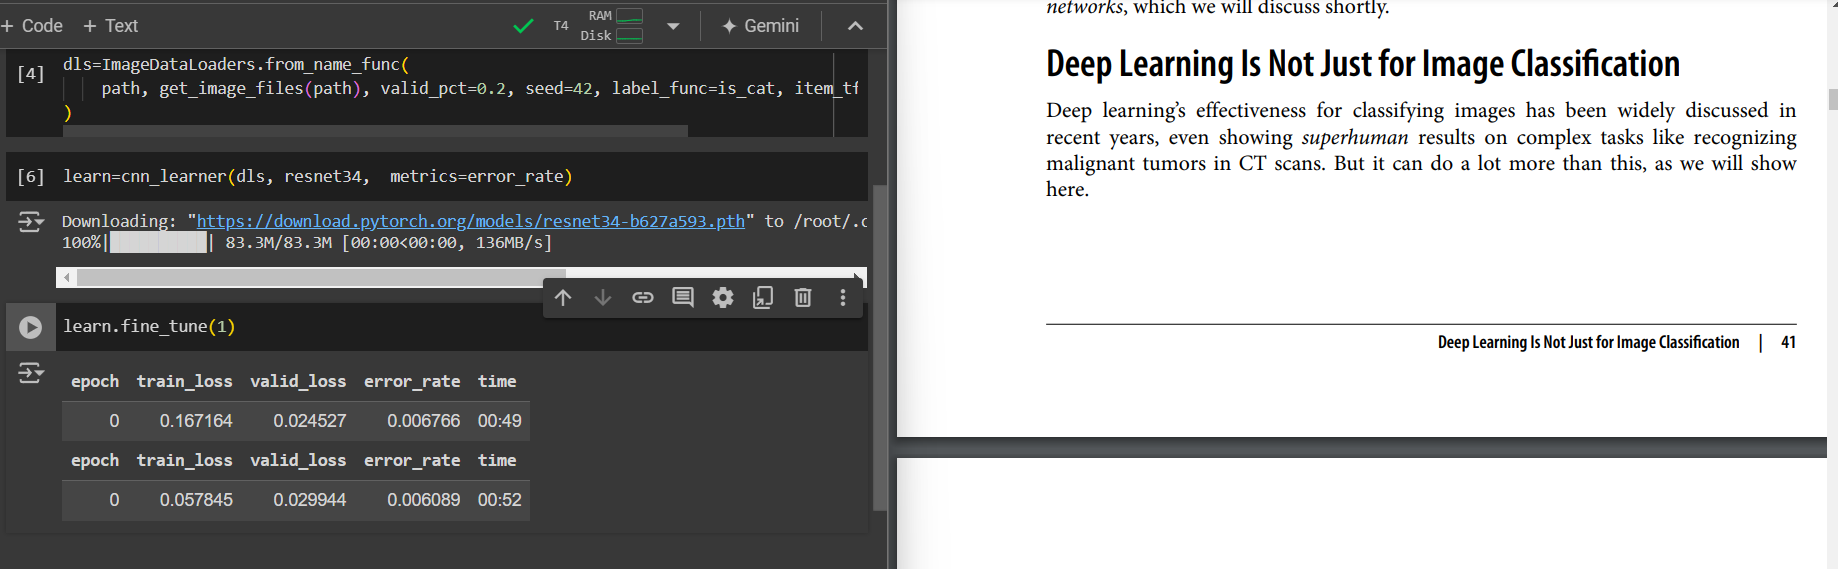 + Code + Text
T4
RAM
Disk
Gemini
[4]
dls=ImageDataLoaders.from_name_func(
path, get_image_files(path), valid_pct=0.2, seed=42, label_func=is_cat, item_tf
)
[6] learn=cnn_learner(dls, resnet34, metrics=error_rate)
Downloading: "https://download.pytorch.org/models/resnet34-b627a593.pth" to /root/.c
100%| | 83.3M/83.3M [00:00<00:00, 136MB/s]
learn.fine_tune(1)
epoch train_loss valid_loss error_rate time
0 0.167164 0.024527 0.006766 00:49
epoch train_loss valid_loss error_rate time
0 0.057845 0.029944 0.006089 00:52
networks, which we will discuss shortly.
Deep Learning Is Not Just for Image Classification
Deep learning’s effectiveness for classifying images has been widely discussed in
recent years, even showing superhuman results on complex tasks like recognizing
malignant tumors in CT scans. But it can do a lot more than this, as we will show
here.
Deep Learning Is Not Just for Image Classification | 41